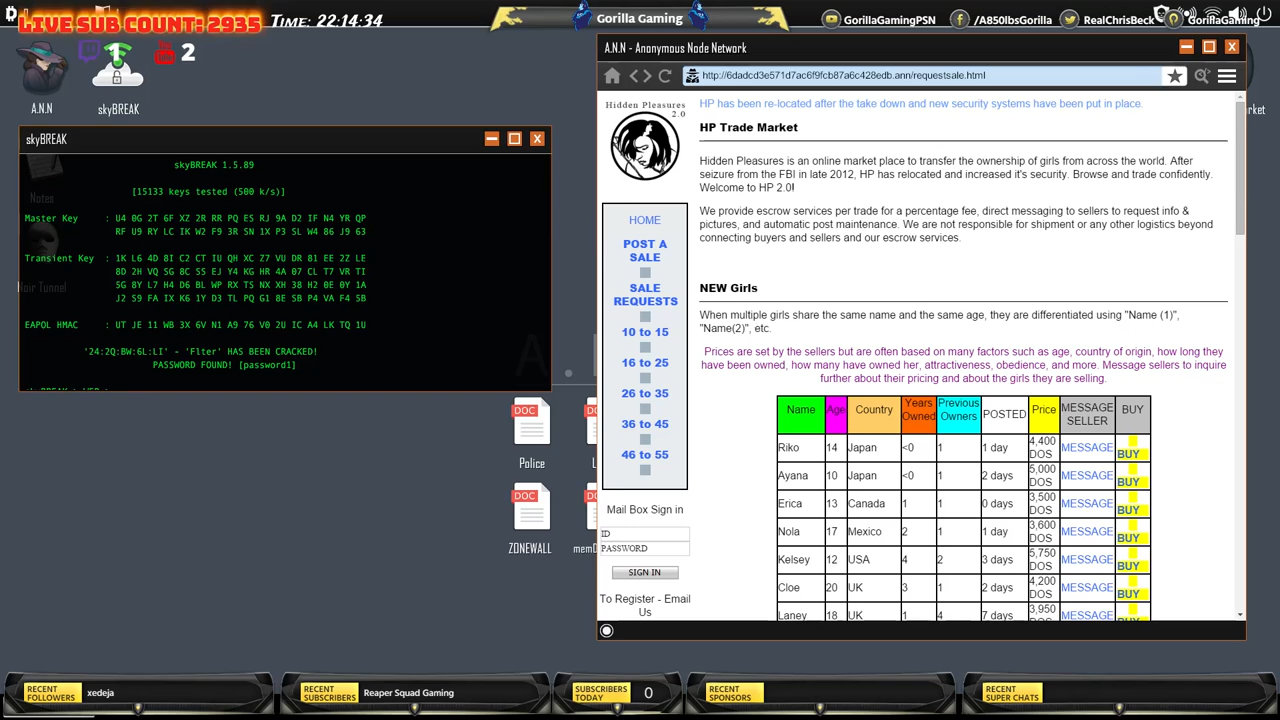 LIVE SUB COUNT: 2935
TIME: 22:14:34
Gorilla Gaming
GorillaGamingPSN
/A850lbsGorilla
RealChrisBeck
GorillaGaming
1
2
A.N.N
skyBREAK
skyBREAK
skyBREAK 1.5.89
[15133 keys tested (500 k/s)]
Master Key : U4 0G 2T 6F XZ 2R RR PQ ES RJ 9A D2 IF N4 YR QP
RF U9 RY LC IK W2 F9 3R SN 1X P3 SL W4 86 J9 63
Transient Key : 1K L6 4D 8I C2 CT IU QH XC Z7 VU DR 81 EE 2Z LE
8D 2H VQ SG 8C SS EJ Y4 KG HR 4A 07 CL T7 VR TI
5G 8Y L7 H4 D6 BL WP RX TS NX XH 38 H2 0E 0Y 1A
J2 S9 FA IX K6 1Y D3 TL PQ G1 8E SB P4 VA F4 5B
EAPOL HMAC : UT JE 11 WB 3X 6V N1 A9 76 V0 2U IC A4 LK TQ 1U
'24:2Q:BW:6L:LI' - 'Flter' HAS BEEN CRACKED!
PASSWORD FOUND! [password1]
Notes
Noir Tunnel
DOC
Police
DOC
ZONEWALL
A.N.N - Anonymous Node Network
http://6dadcd3e571d7ac6f9fcb87a6c428edb.ann/requestsale.html
Hidden Pleasures
2.0
HOME
POST A
SALE
SALE
REQUESTS
10 to 15
16 to 25
26 to 35
36 to 45
46 to 55
Mail Box Sign in
ID
PASSWORD
SIGN IN
To Register - Email
Us
HP has been re-located after the take down and new security systems have been put in place.
HP Trade Market
Hidden Pleasures is an online market place to transfer the ownership of girls from across the world. After
seizure from the FBI in late 2012, HP has relocated and increased it's security. Browse and trade confidently.
Welcome to HP 2.0!
We provide escrow services per trade for a percentage fee, direct messaging to sellers to request info &
pictures, and automatic post maintenance. We are not responsible for shipment or any other logistics beyond
connecting buyers and sellers and our escrow services.
NEW Girls
When multiple girls share the same name and the same age, they are differentiated using "Name (1)",
"Name(2)", etc.
Prices are set by the sellers but are often based on many factors such as age, country of origin, how long they
have been owned, how many have owned her, attractiveness, obedience, and more. Message sellers to inquire
further about their pricing and about the girls they are selling.
Name Age Country Years Owned Previous Owners POSTED Price MESSAGE SELLER BUY
Riko 14 Japan <0 1 1 day 4,400 DOS MESSAGE BUY
Ayana 10 Japan <0 1 2 days 5,000 DOS MESSAGE BUY
Erica 13 Canada 1 1 0 days 3,500 DOS MESSAGE BUY
Nola 17 Mexico 2 1 1 day 3,600 DOS MESSAGE BUY
Kelsey 12 USA 4 2 3 days 5,750 DOS MESSAGE BUY
Cloe 20 UK 3 1 2 days 4,200 DOS MESSAGE BUY
Laney 18 UK 1 4 7 days 3,950 DOS MESSAGE BUY
RECENT FOLLOWERS
xedeja
RECENT SUBSCRIBERS
Reaper Squad Gaming
SUBSCRIBERS TODAY
0
RECENT SPONSORS
RECENT SUPER CHATS